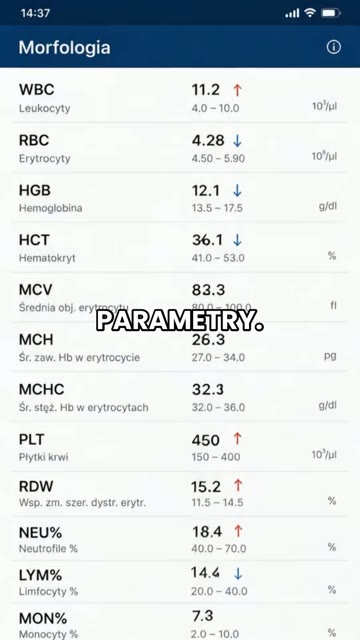 14:37
Morfologia
WBC 11.2 ↑
Leukocyty 4.0 – 10.0 10³/µl
RBC 4.28 ↓
Erytrocyty 4.50 – 5.90 10⁶/µl
HGB 12.1 ↓
Hemoglobina 13.5 – 17.5 g/dl
HCT 36.1 ↓
Hematokryt 41.0 – 53.0 %
MCV 83.3
Średnia obj. erytrocytu 80.0 – 100.0 fl
PARAMETRY.
MCH 26.3
Śr. zaw. Hb w erytrocycie 27.0 – 34.0 pg
MCHC 32.3
Śr. stęż. Hb w erytrocytach 32.0 – 36.0 g/dl
PLT 450 ↑
Płytki krwi 150 – 400 10³/µl
RDW 15.2 ↑
Wsp. zm. szer. dystr. erytr. 11.5 – 14.5 %
NEU% 18.4 ↑
Neutrofile % 40.0 – 70.0 %
LYM% 14.4 ↓
Limfocyty % 20.0 – 40.0 %
MON% 7.3
Monocyty % 2.0 – 10.0 %